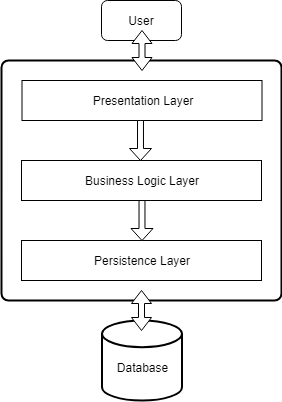 User
Presentation Layer
Business Logic Layer
Persistence Layer
Database